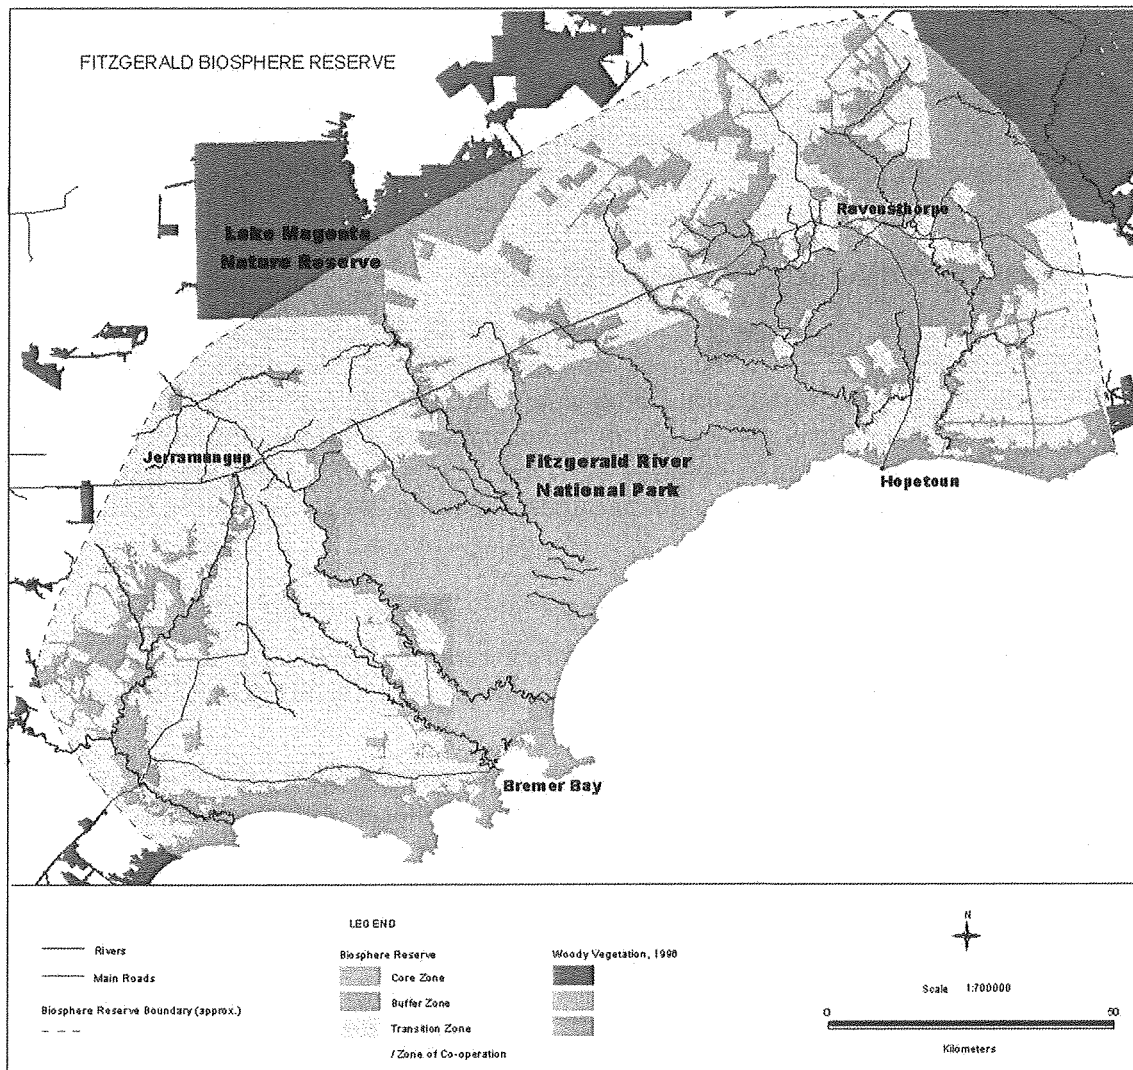 FITZGERALD BIOSPHERE RESERVE
Ravensthorpe
Lake Magenta
Nature Reserve
Jerramungup
Fitzgerald River
National Park
Hopetoun
Bremer Bay
LEGEND
Rivers
Main Roads
Biosphere Reserve Boundary (approx.)
Biosphere Reserve
Core Zone
Buffer Zone
Transition Zone
/ Zone of Co-operation
Woody Vegetation, 1996
N
Scale 1:700000
0 50
Kilometers